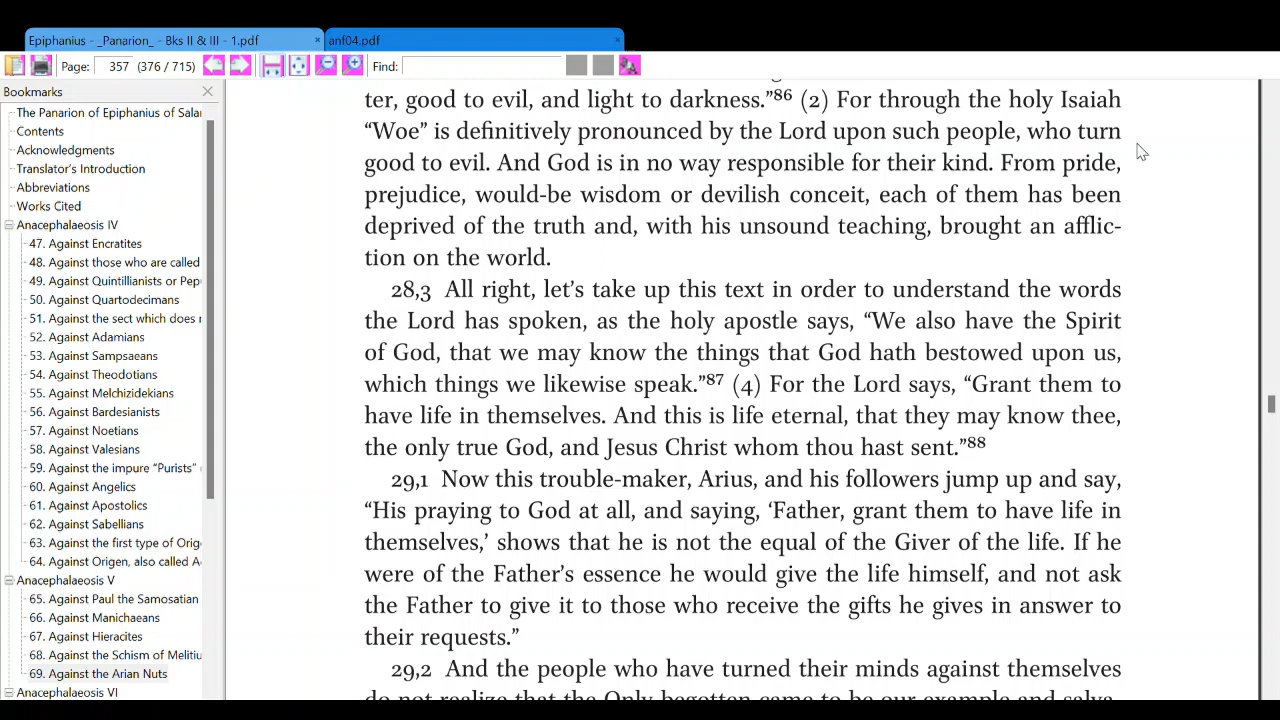 Epiphanius - _Panarion_ - Bks II & III - 1.pdf × anf04.pdf ×
Page: 357 (376 / 715) Find:
Bookmarks
The Panarion of Epiphanius of Sala
Contents
Acknowledgments
Translator's Introduction
Abbreviations
Works Cited
Anacephalaeosis IV
47. Against Encratites
48. Against those who are called
49. Against Quintillianists or Pep
50. Against Quartodecimans
51. Against the sect which does r
52. Against Adamians
53. Against Sampsaeans
54. Against Theodotians
55. Against Melchizidekians
56. Against Bardesianists
57. Against Noetians
58. Against Valesians
59. Against the impure "Purists" (
60. Against Angelics
61. Against Apostolics
62. Against Sabellians
63. Against the first type of Orig
64. Against Origen, also called A
Anacephalaeosis V
65. Against Paul the Samosatian
66. Against Manichaeans
67. Against Hieracites
68. Against the Schism of Melitiu
69. Against the Arian Nuts
Anacephalaeosis VI
ter, good to evil, and light to darkness.”86 (2) For through the holy Isaiah
“Woe” is definitively pronounced by the Lord upon such people, who turn
good to evil. And God is in no way responsible for their kind. From pride,
prejudice, would-be wisdom or devilish conceit, each of them has been
deprived of the truth and, with his unsound teaching, brought an afflic-
tion on the world.
28,3 All right, let’s take up this text in order to understand the words
the Lord has spoken, as the holy apostle says, “We also have the Spirit
of God, that we may know the things that God hath bestowed upon us,
which things we likewise speak.”87 (4) For the Lord says, “Grant them to
have life in themselves. And this is life eternal, that they may know thee,
the only true God, and Jesus Christ whom thou hast sent.”88
29,1 Now this trouble-maker, Arius, and his followers jump up and say,
“His praying to God at all, and saying, ‘Father, grant them to have life in
themselves,’ shows that he is not the equal of the Giver of the life. If he
were of the Father’s essence he would give the life himself, and not ask
the Father to give it to those who receive the gifts he gives in answer to
their requests.”
29,2 And the people who have turned their minds against themselves
do not realize that the Only-begotten came to be our example and salva-